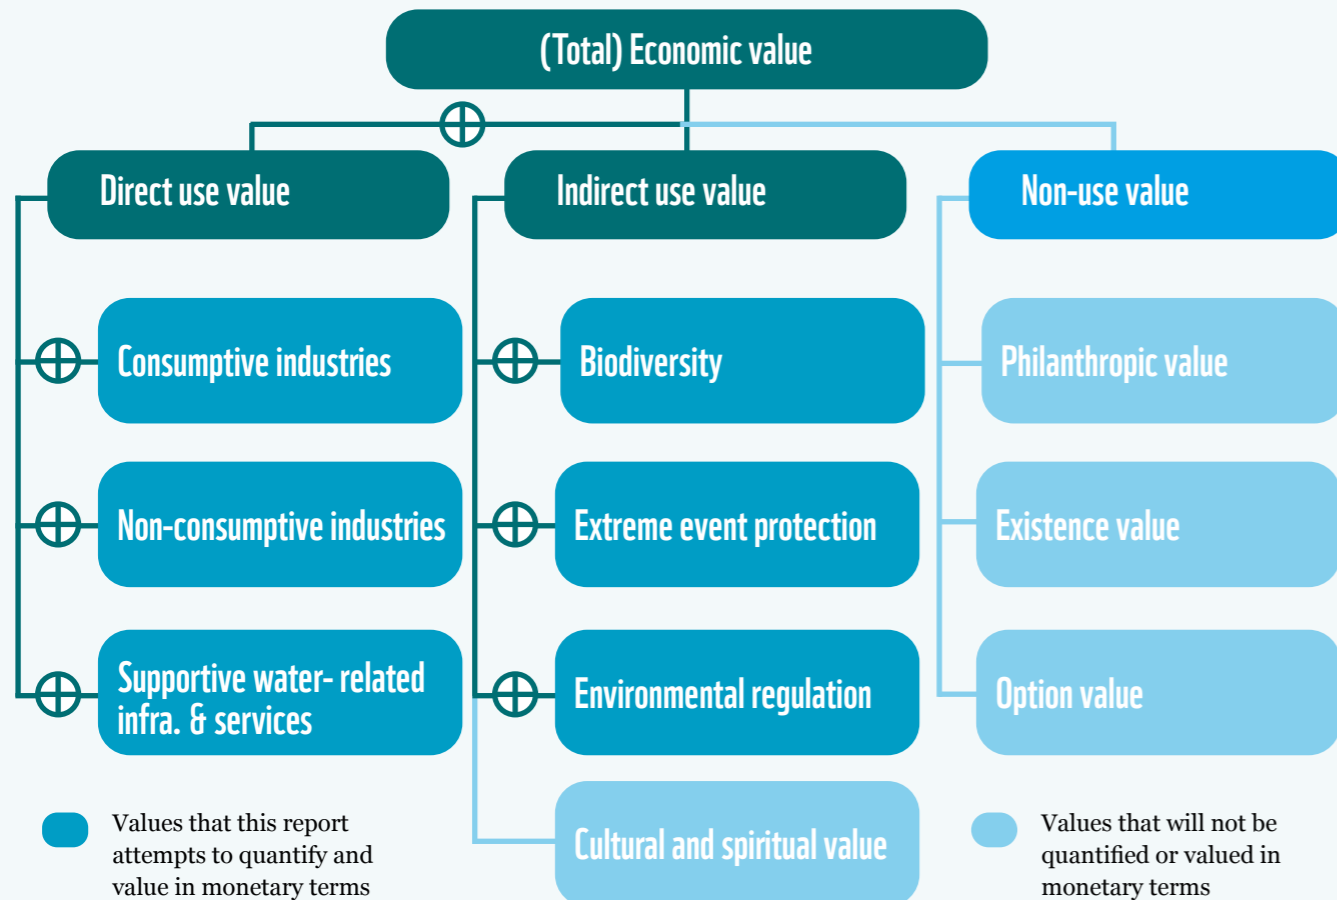 (Total) Economic value
Direct use value
Indirect use value
Non-use value
Consumptive industries
Biodiversity
Philanthropic value
Non-consumptive industries
Extreme event protection
Existence value
Supportive water- related
infra. & services
Environmental regulation
Option value
Cultural and spiritual value
Values that this report
attempts to quantify and
value in monetary terms
Values that will not be
quantified or valued in
monetary terms